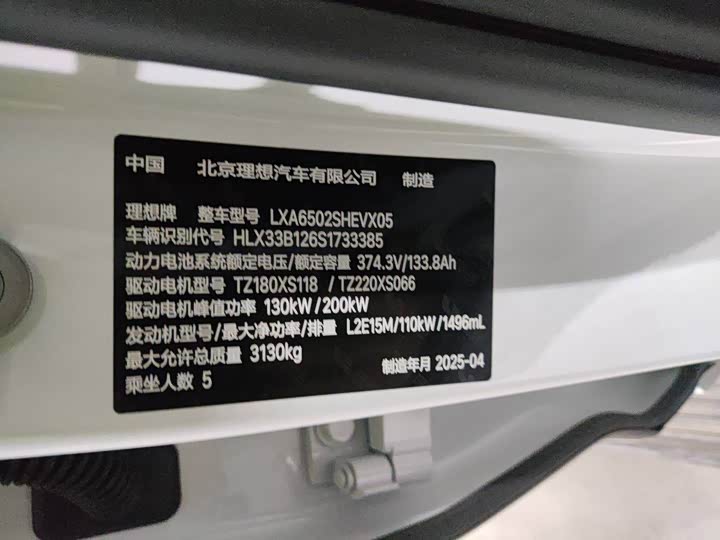 中国 北京理想汽车有限公司 制造
理想牌 整车型号 LXA6502SHEVX05
车辆识别代号 HLX33B126S1733385
动力电池系统额定电压/额定容量 374.3V/133.8Ah
驱动电机型号 TZ180XS118 / TZ220XS066
驱动电机峰值功率 130kW/200kW
发动机型号/最大净功率/排量 L2E15M/110kW/1496mL
最大允许总质量 3130kg 制造年月 2025-04
乘坐人数 5